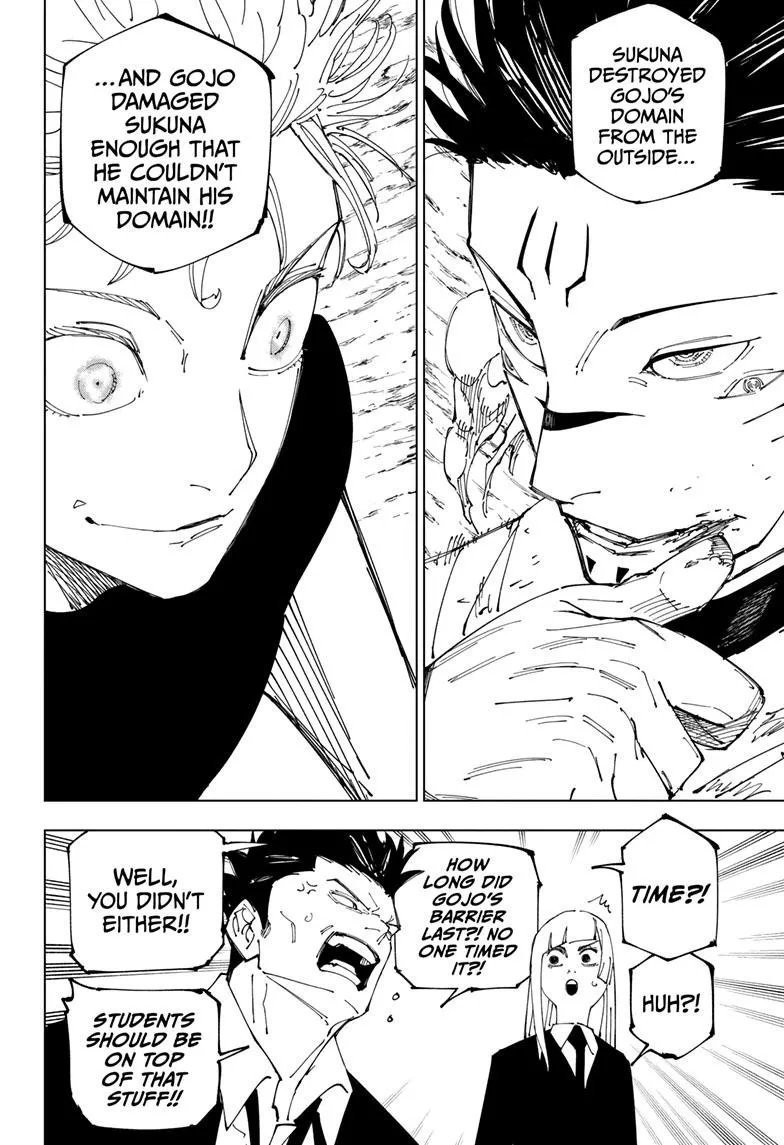 SUKUNA
DESTROYED
GOJO'S
DOMAIN
FROM THE
OUTSIDE...
...AND GOJO
DAMAGED
SUKUNA
ENOUGH THAT
HE COULDN'T
MAINTAIN HIS
DOMAIN!!
TIME?!
HUH?!
HOW
LONG DID
GOJO'S
BARRIER
LAST?! NO
ONE TIMED
IT?!
WELL,
YOU DIDN'T
EITHER!!
STUDENTS
SHOULD BE
ON TOP
OF THAT
STUFF!!